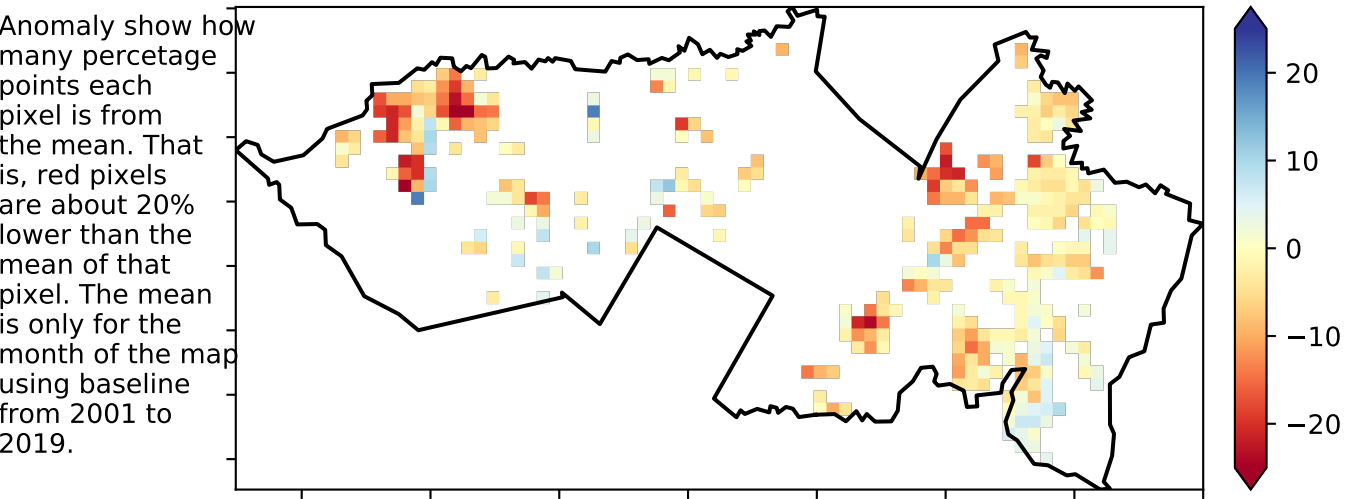 Anomaly show how
many percetage
points each
pixel is from
the mean. That
is, red pixels
are about 20%
lower than the
mean of that
pixel. The mean
is only for the
month of the map
using baseline
from 2001 to
2019.
20
10
0
−10
−20